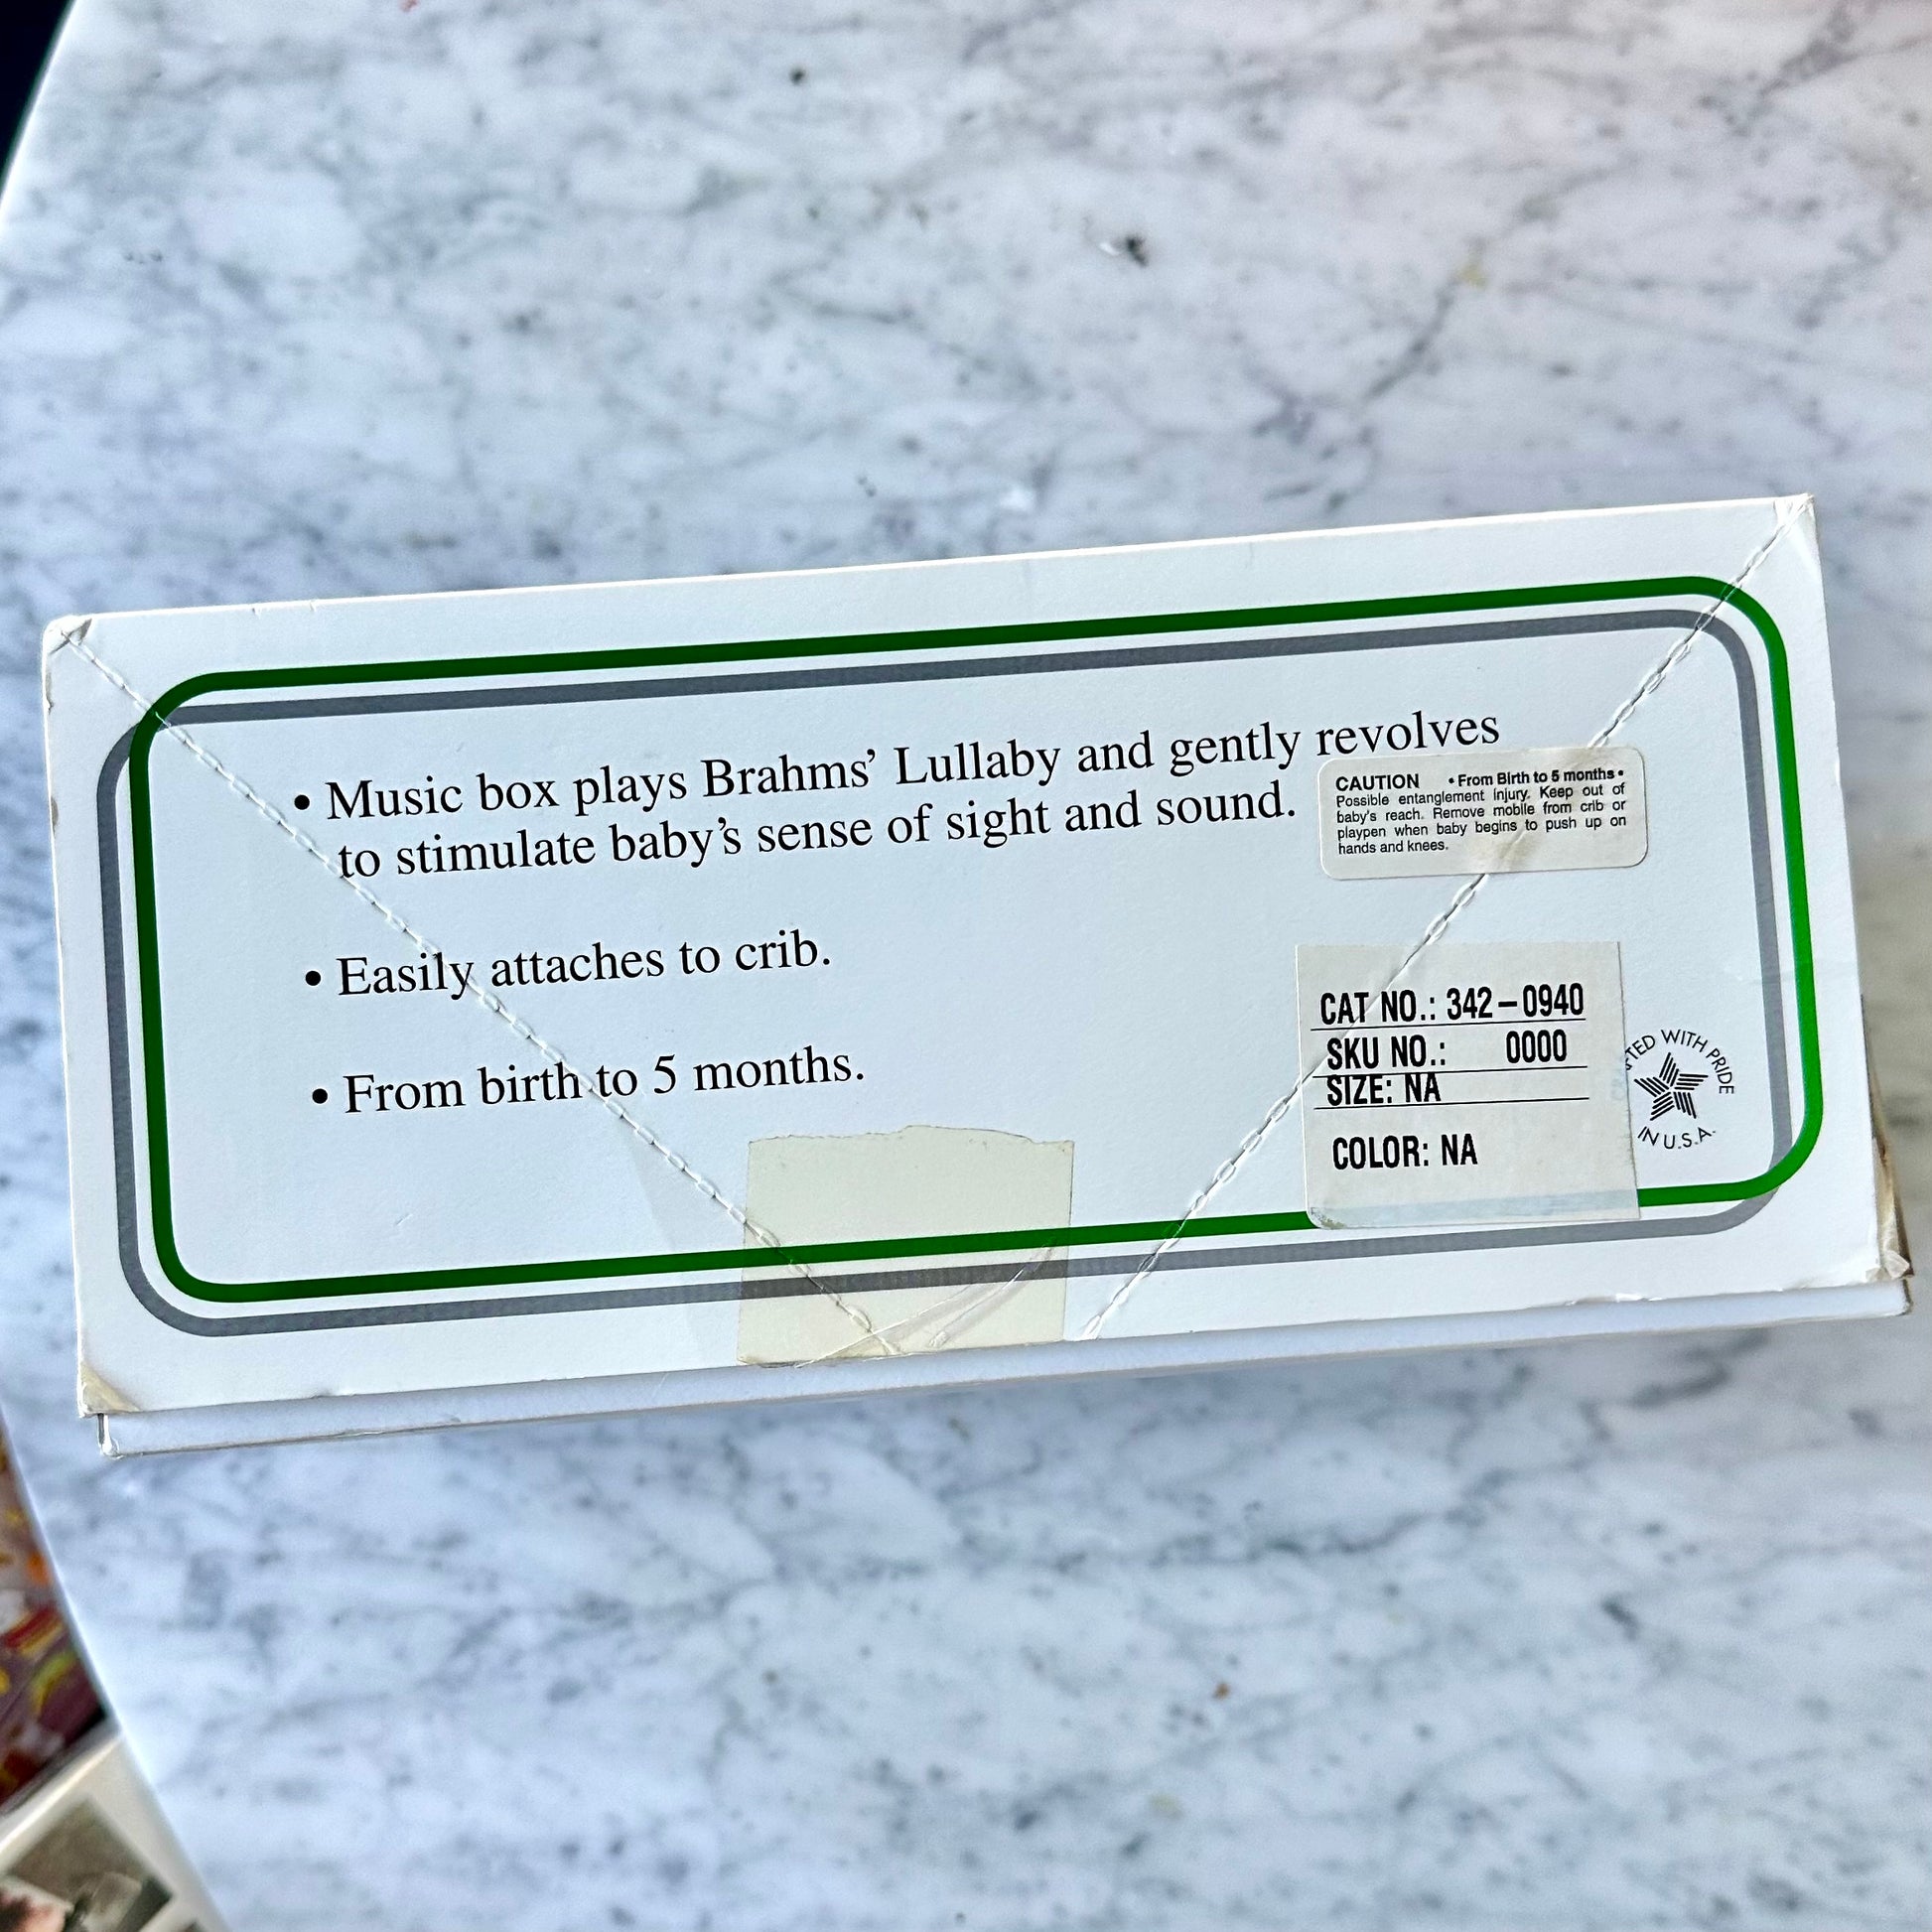 • Music box plays Brahms’ Lullaby and gently revolves
to stimulate baby’s sense of sight and sound.
CAUTION • From Birth to 5 months •
Possible entanglement injury. Keep out of
baby's reach. Remove mobile from crib or
playpen when baby begins to push up on
hands and knees.
• Easily attaches to crib.
• From birth to 5 months.
CAT NO.: 342–0940
SKU NO.: 0000
SIZE: NA
COLOR: NA
WITH PRIDE
IN U.S.A.